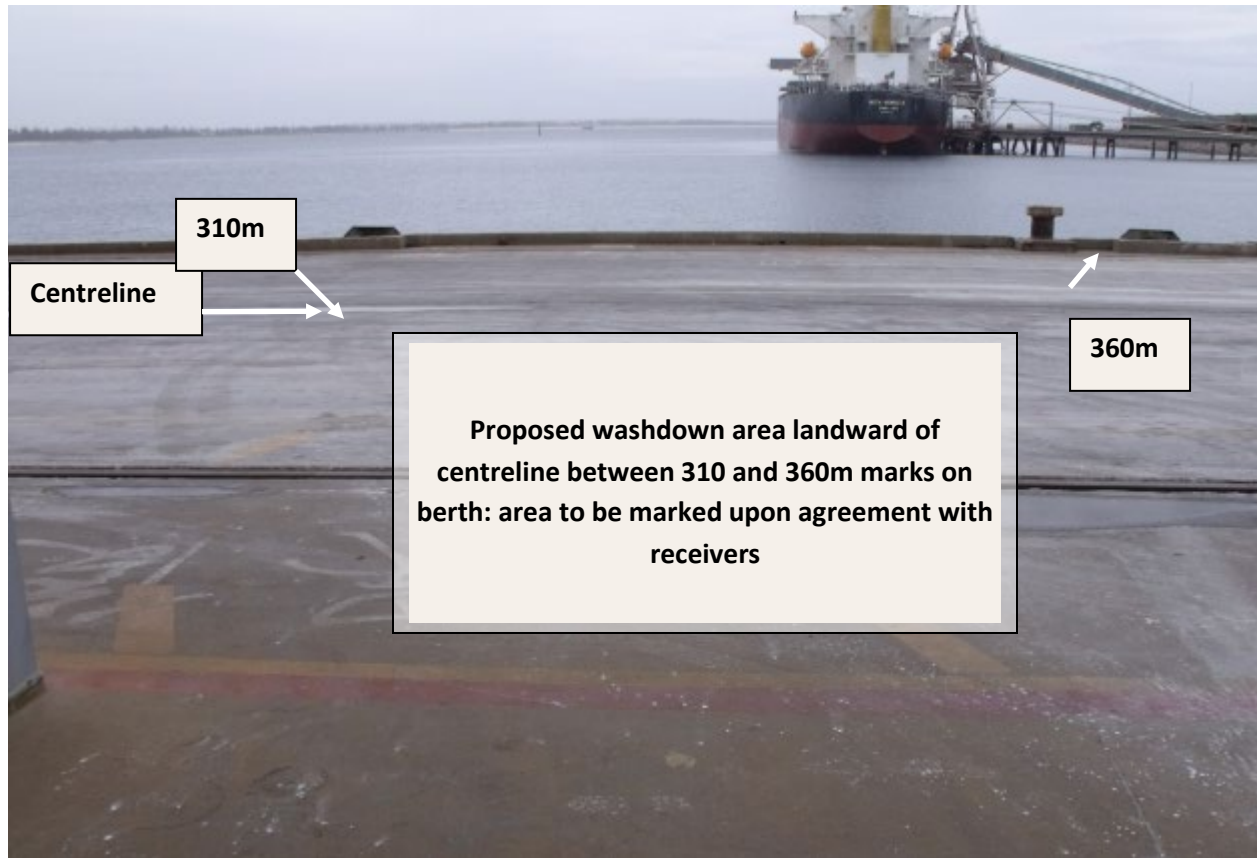 310m
Centreline
360m
Proposed washdown area landward of
centreline between 310 and 360m marks on
berth: area to be marked upon agreement with
receivers